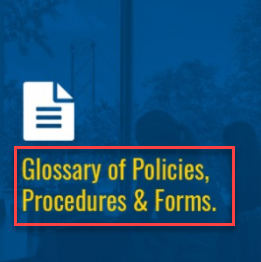 Glossary of Policies,
Procedures & Forms.